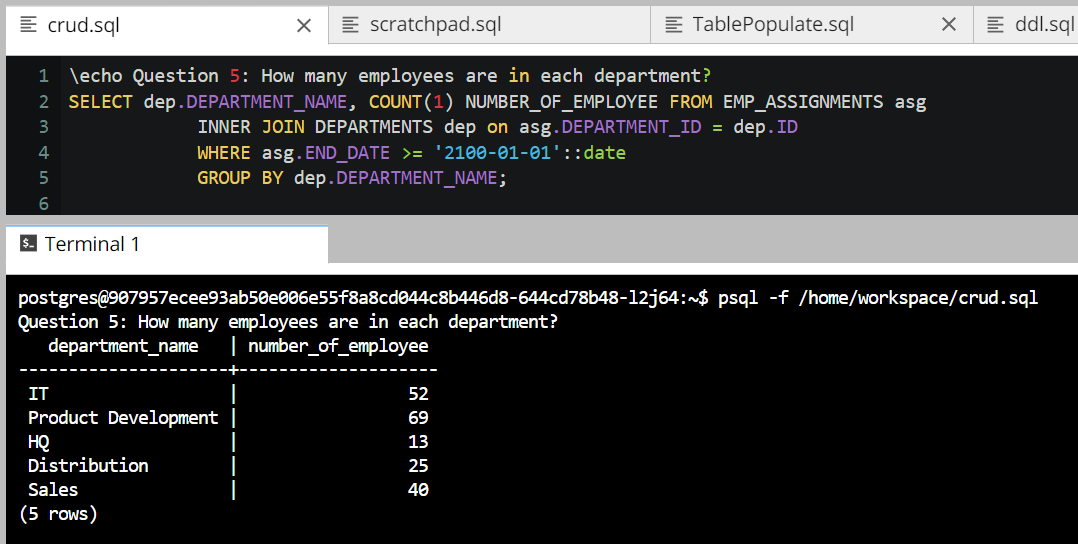 crud.sql
scratchpad.sql
TablePopulate.sql
ddl.sql
1 \echo Question 5: How many employees are in each department?
2 SELECT dep.DEPARTMENT_NAME, COUNT(1) NUMBER_OF_EMPLOYEE FROM EMP_ASSIGNMENTS asg
3 INNER JOIN DEPARTMENTS dep on asg.DEPARTMENT_ID = dep.ID
4 WHERE asg.END_DATE >= '2100-01-01'::date
5 GROUP BY dep.DEPARTMENT_NAME;
6
$_ Terminal 1
postgres@907957ecee93ab50e006e55f8a8cd044c8b446d8-644cd78b48-l2j64:~$ psql -f /home/workspace/crud.sql
Question 5: How many employees are in each department?
department_name | number_of_employee
---------------------+--------------------
IT | 52
Product Development | 69
HQ | 13
Distribution | 25
Sales | 40
(5 rows)